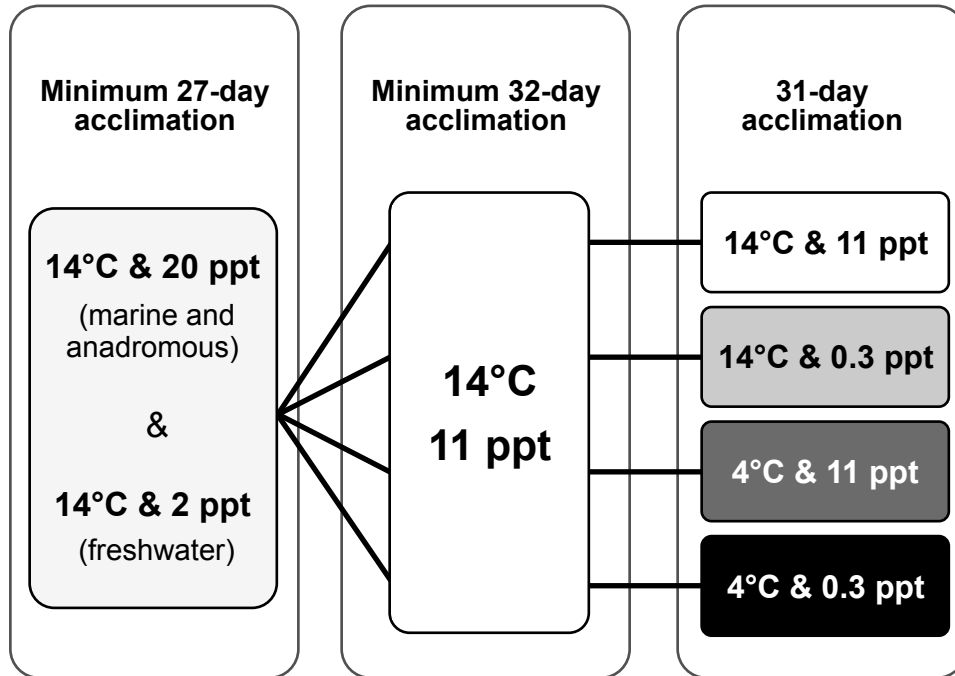 Minimum 27-day
acclimation
14°C & 20 ppt
(marine and
anadromous)
&
14°C & 2 ppt
(freshwater)
Minimum 32-day
acclimation
14°C
11 ppt
31-day
acclimation
14°C & 11 ppt
14°C & 0.3 ppt
4°C & 11 ppt
4°C & 0.3 ppt